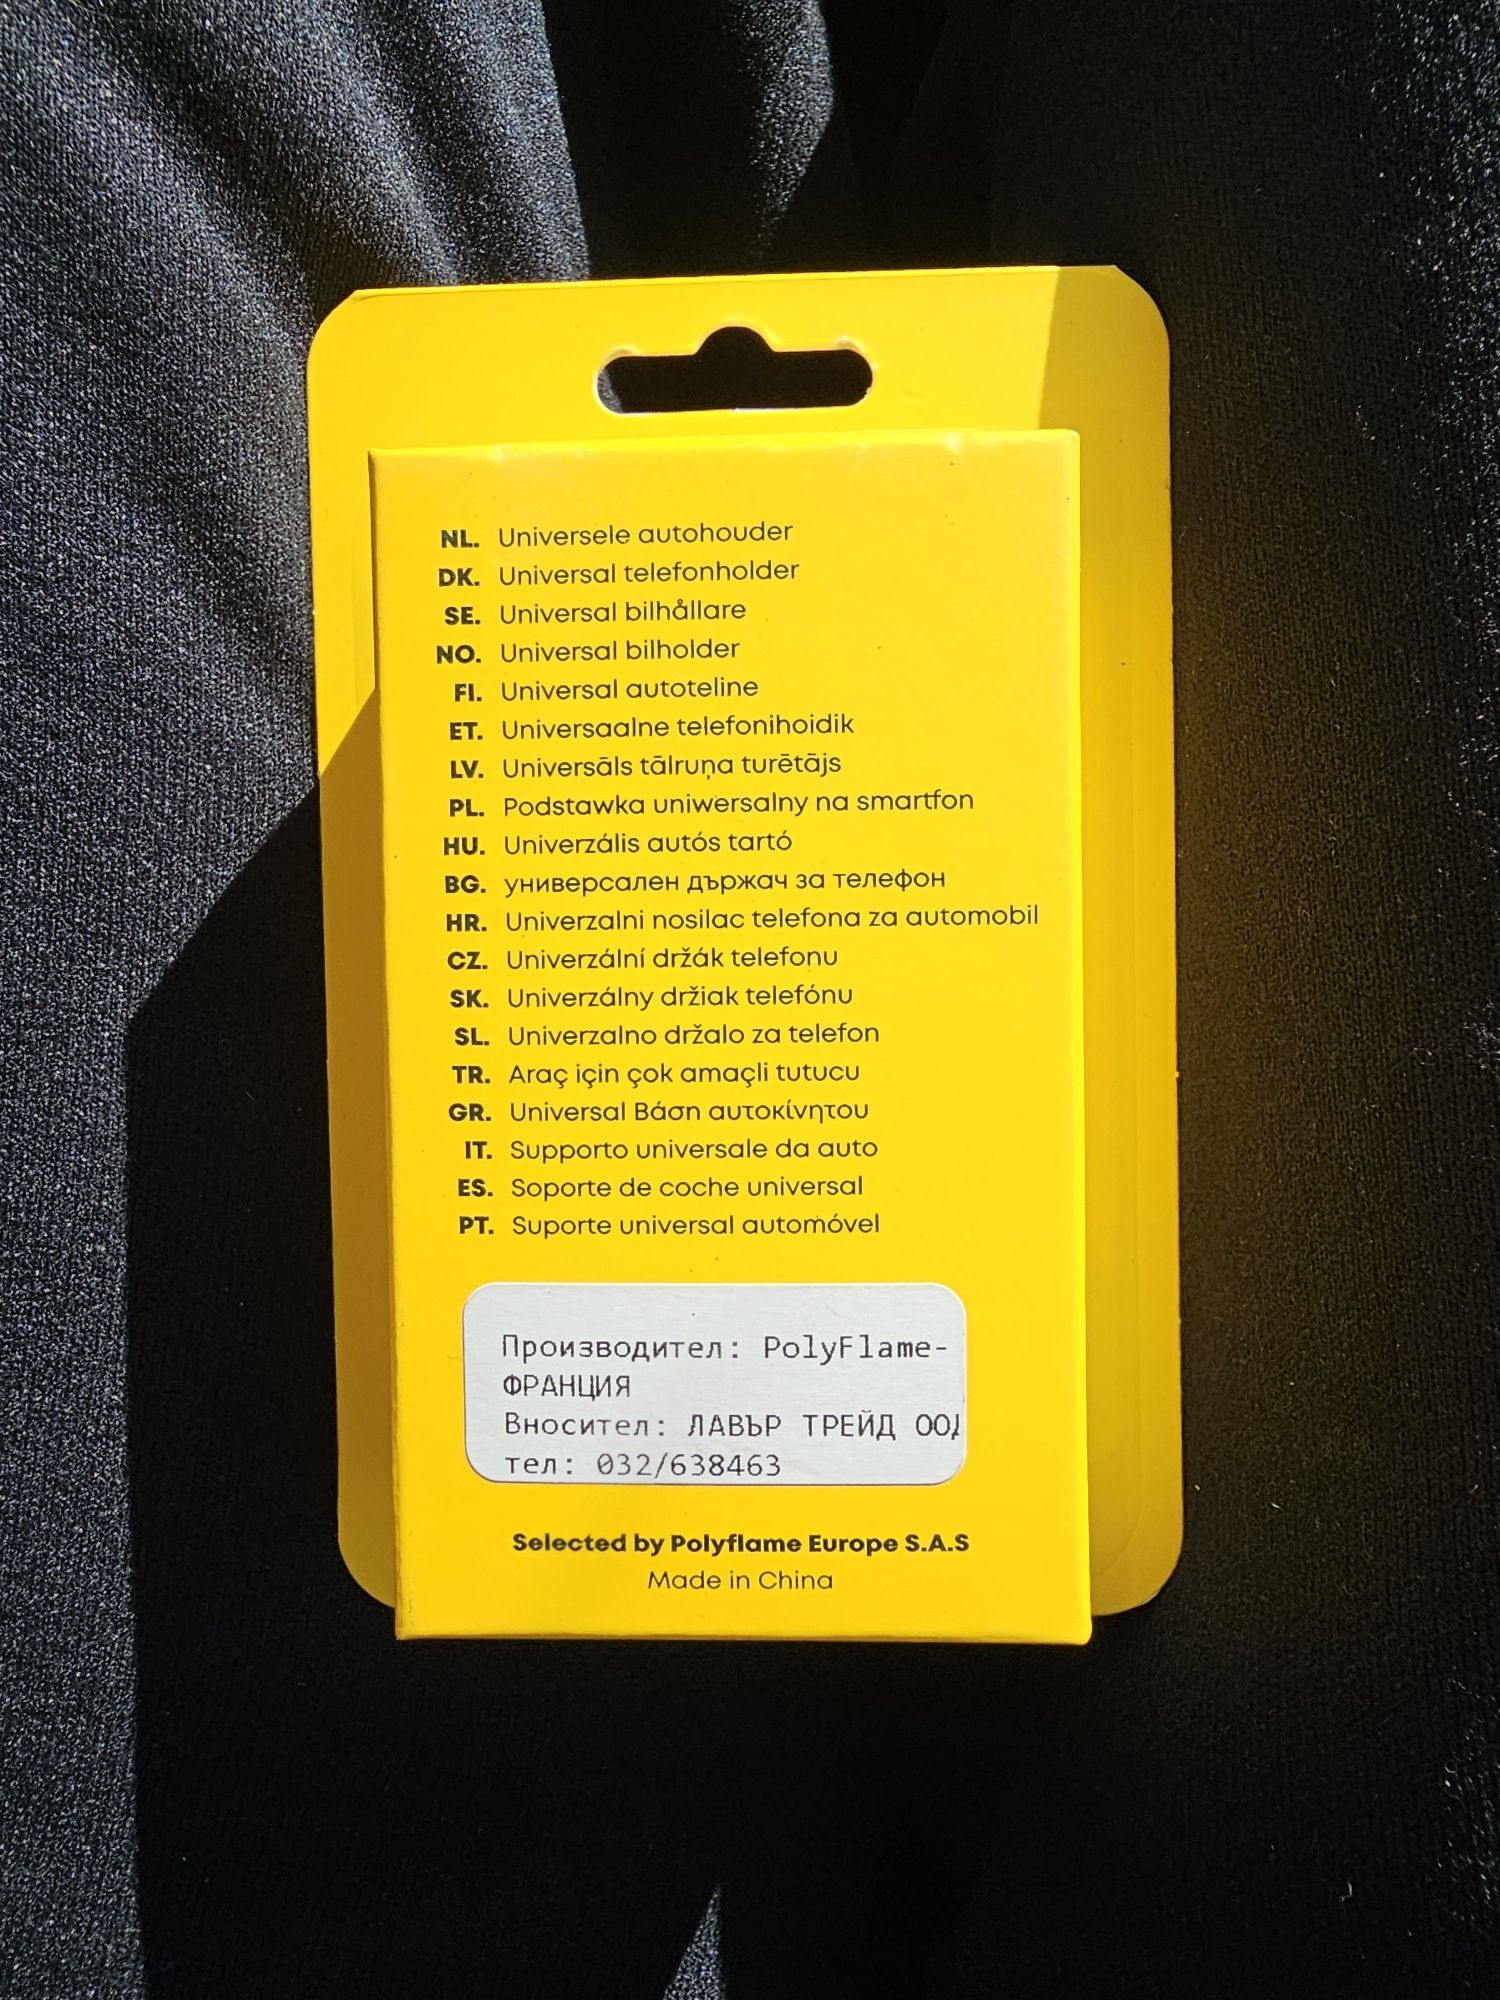 NL. Universele autohouder
DK. Universal telefonholder
SE. Universal bilhållare
NO. Universal bilholder
FI. Universal autoteline
ET. Universaalne telefonihoidik
LV. Universāls tālruņa turētājs
PL. Podstawka uniwersalny na smartfon
HU. Univerzális autós tartó
BG. универсален държач за телефон
HR. Univerzalni nosilac telefona za automobil
CZ. Univerzální držák telefonu
SK. Univerzálny držiak telefónu
SL. Univerzalno držalo za telefon
TR. Araç için çok amaçli tutucu
GR. Universal Βάση αυτοκίνητου
IT. Supporto universale da auto
ES. Soporte de coche universal
PT. Suporte universal automóvel
Производител: PolyFlame-
ФРАНЦИЯ
Вносител: ЛАВЪР ТРЕЙД ООД
тел: 032/638463
Selected by Polyflame Europe S.A.S
Made in China